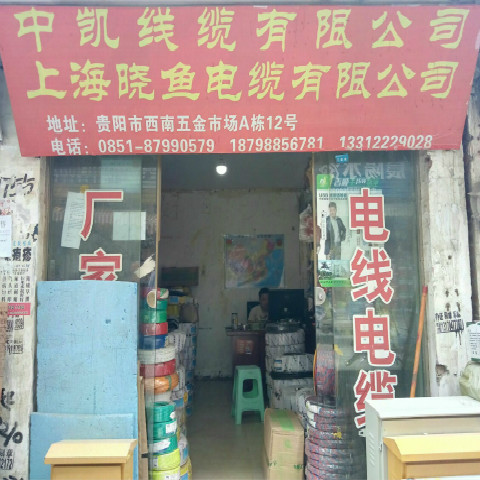 中凯线缆有限公司
上海晓鱼电缆有限公司
地址：贵阳市西南五金市场A栋12号
电话：0851-87990579 18798856781 13312229028
厂家
电线电缆